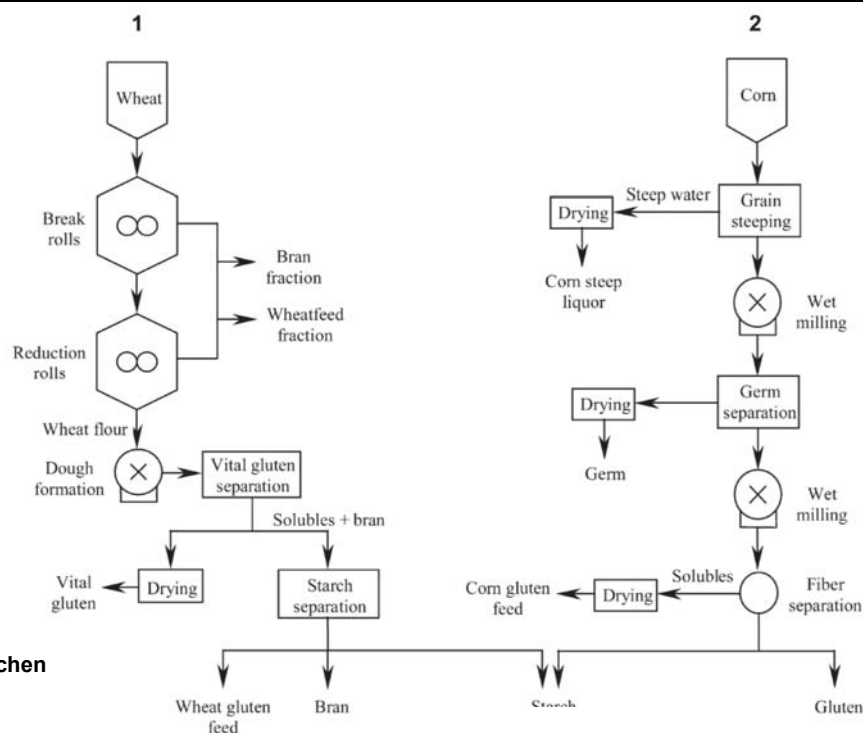 1
2
Wheat
Corn
Steep water
Grain
steeping
Drying
Break
rolls
Bran
fraction
Corn steep
liquor
Wet
milling
Wheatfeed
fraction
Reduction
rolls
Germ
separation
Drying
Wheat flour
Dough
formation
Vital gluten
separation
Germ
Wet
milling
Solubles + bran
Vital
gluten
Drying
Starch
separation
Corn gluten
feed
Drying
Solubles
Fiber
separation
chen
Wheat gluten
feed
Bran
Starch
Gluten